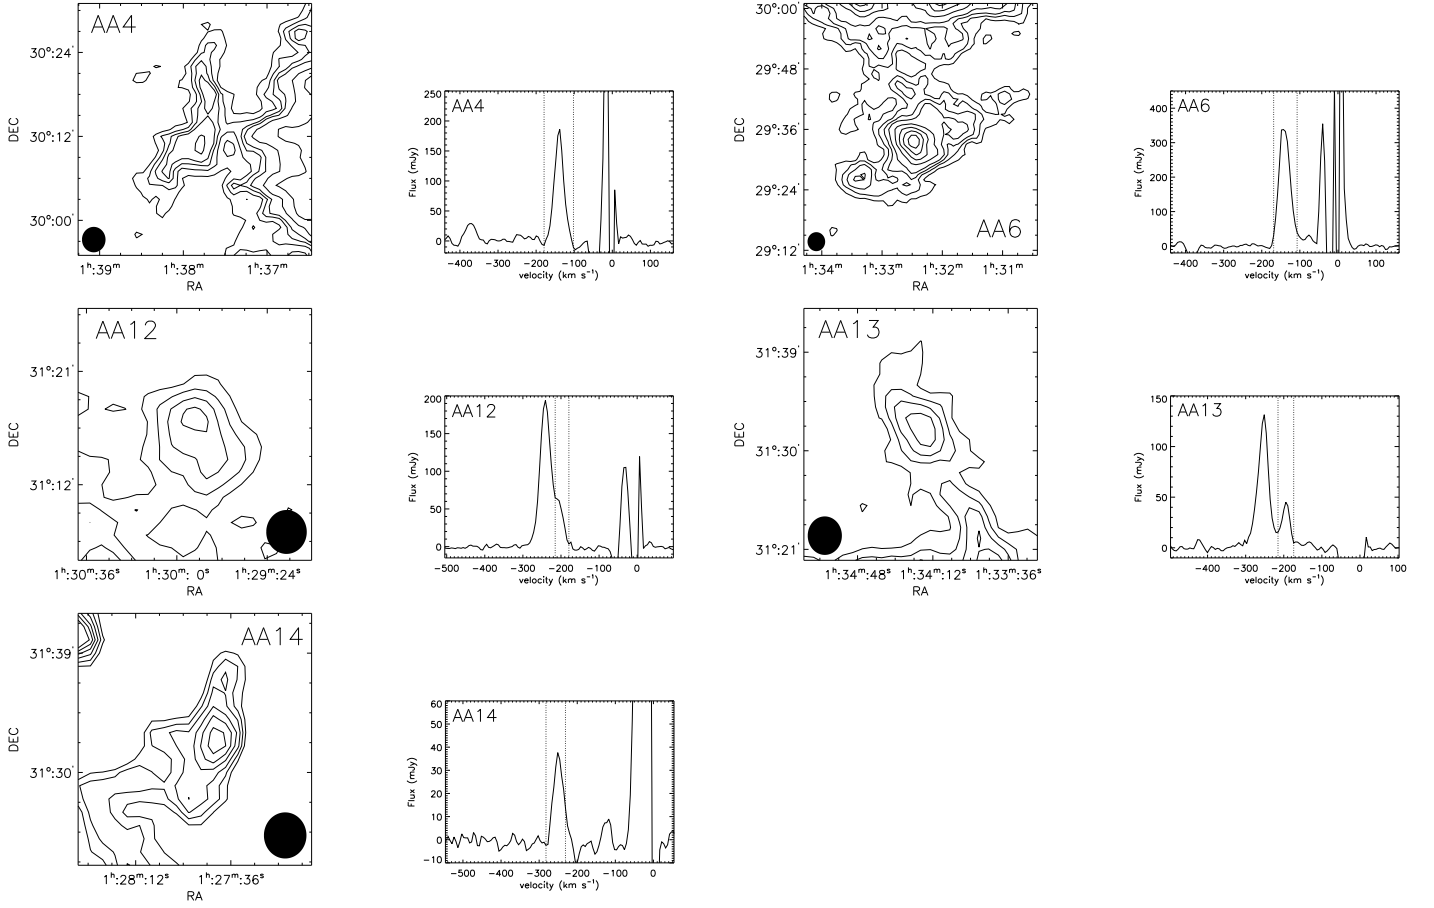 AA4
30°:24'
30°:12'
30°:00'
DEC
1ʰ:39ᵐ 1ʰ:38ᵐ 1ʰ:37ᵐ
RA
AA4
250
200
150
100
50
0
Flux (mJy)
−400 −300 −200 −100 0 100
velocity (km s⁻¹)
30°:00'
29°:48'
29°:36'
29°:24'
29°:12'
DEC
AA6
1ʰ:34ᵐ 1ʰ:33ᵐ 1ʰ:32ᵐ 1ʰ:31ᵐ
RA
AA6
400
300
200
100
0
Flux (mJy)
−400 −300 −200 −100 0 100
velocity (km s⁻¹)
AA12
31°:21'
31°:12'
DEC
1ʰ:30ᵐ:36ˢ 1ʰ:30ᵐ: 0ˢ 1ʰ:29ᵐ:24ˢ
RA
AA12
200
150
100
50
0
Flux (mJy)
−500 −400 −300 −200 −100 0
velocity (km s⁻¹)
AA13
31°:39'
31°:30'
31°:21'
DEC
1ʰ:34ᵐ:48ˢ 1ʰ:34ᵐ:12ˢ 1ʰ:33ᵐ:36ˢ
RA
AA13
150
100
50
0
Flux (mJy)
−400 −300 −200 −100 0 100
velocity (km s⁻¹)
AA14
31°:39'
31°:30'
DEC
1ʰ:28ᵐ:12ˢ 1ʰ:27ᵐ:36ˢ
RA
AA14
60
50
40
30
20
10
0
−10
Flux (mJy)
−500 −400 −300 −200 −100 0
velocity (km s⁻¹)